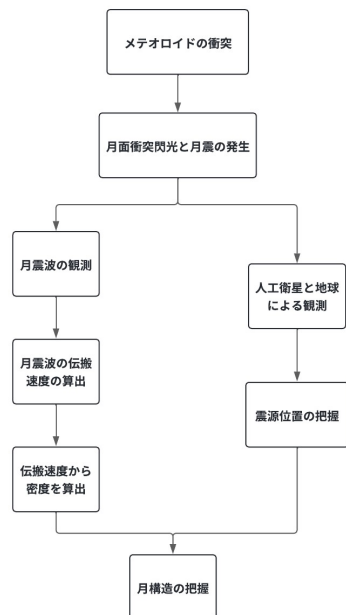 メテオロイドの衝突
月面衝突閃光と月震の発生
月震波の観測
月震波の伝搬
速度の算出
伝搬速度から
密度を算出
人工衛星と地球
による観測
震源位置の把握
月構造の把握